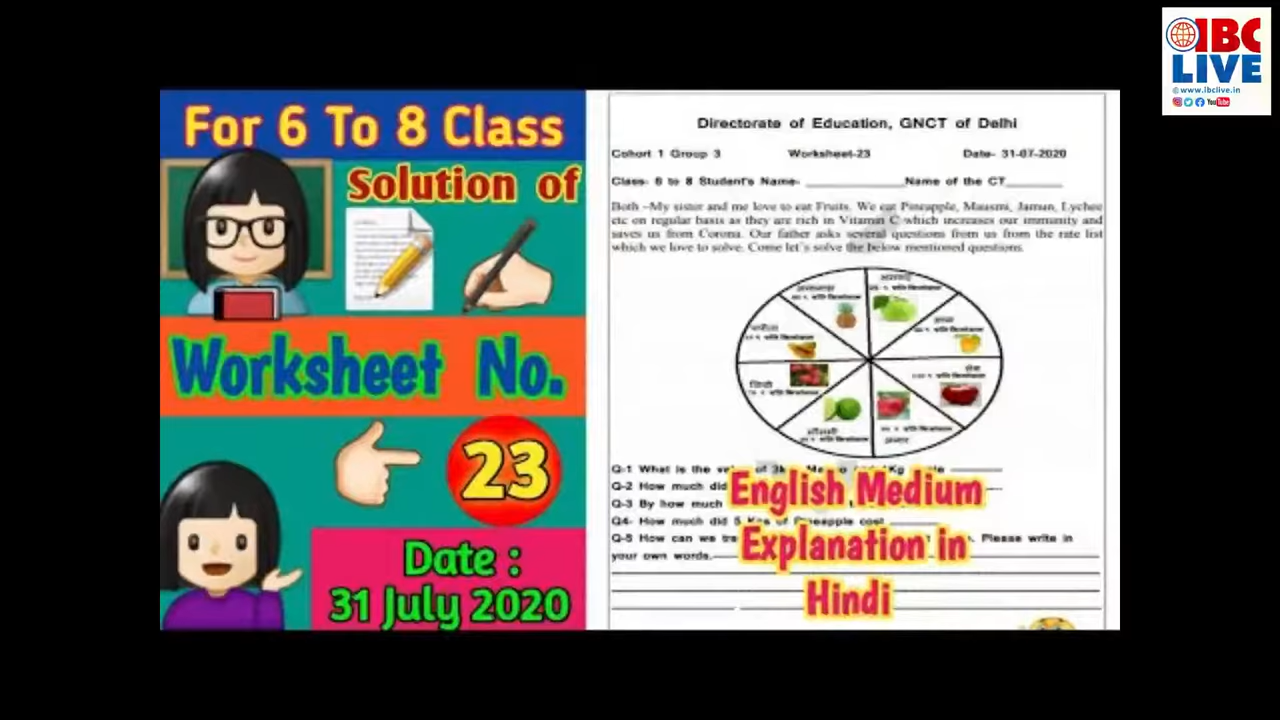 IBC
LIVE
www.ibclive.in
YouTube
For 6 To 8 Class
Solution of
Worksheet No.
23
Date :
31 July 2020
Directorate of Education, GNCT of Delhi
Cohort 1 Group 3 Worksheet-23 Date- 31-07-2020
Class- 6 to 8 Student's Name- ____________Name of the CT_______
Both –My sister and me love to eat Fruits. We eat Pineapple, Mausmi, Jamun, Lychee
etc on regular basis as they are rich in Vitamin C which increases our immunity and
saves us from Corona. Our father asks several questions from us from the rate list
which we love to solve. Come let's solve the below mentioned questions.
Q-1 What is the
Q-2 How much did
Q-3 By how much
Q4- How much did 5 Kgs of Pineapple cost
Q-5 How can we Please write in
your own words.
English Medium
Explanation in
Hindi